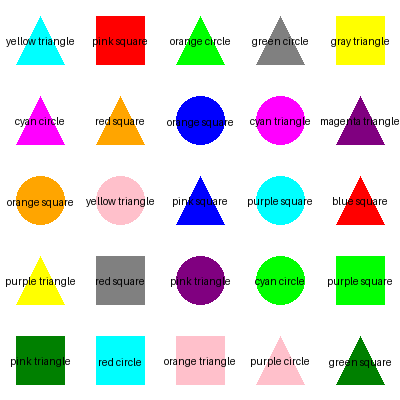 yellow triangle pink square orange circle green circle gray triangle
cyan circle red square orange square cyan triangle magenta triangle
orange square yellow triangle pink square purple square blue square
purple triangle red square pink triangle cyan circle purple square
pink triangle red circle orange triangle purple circle green square